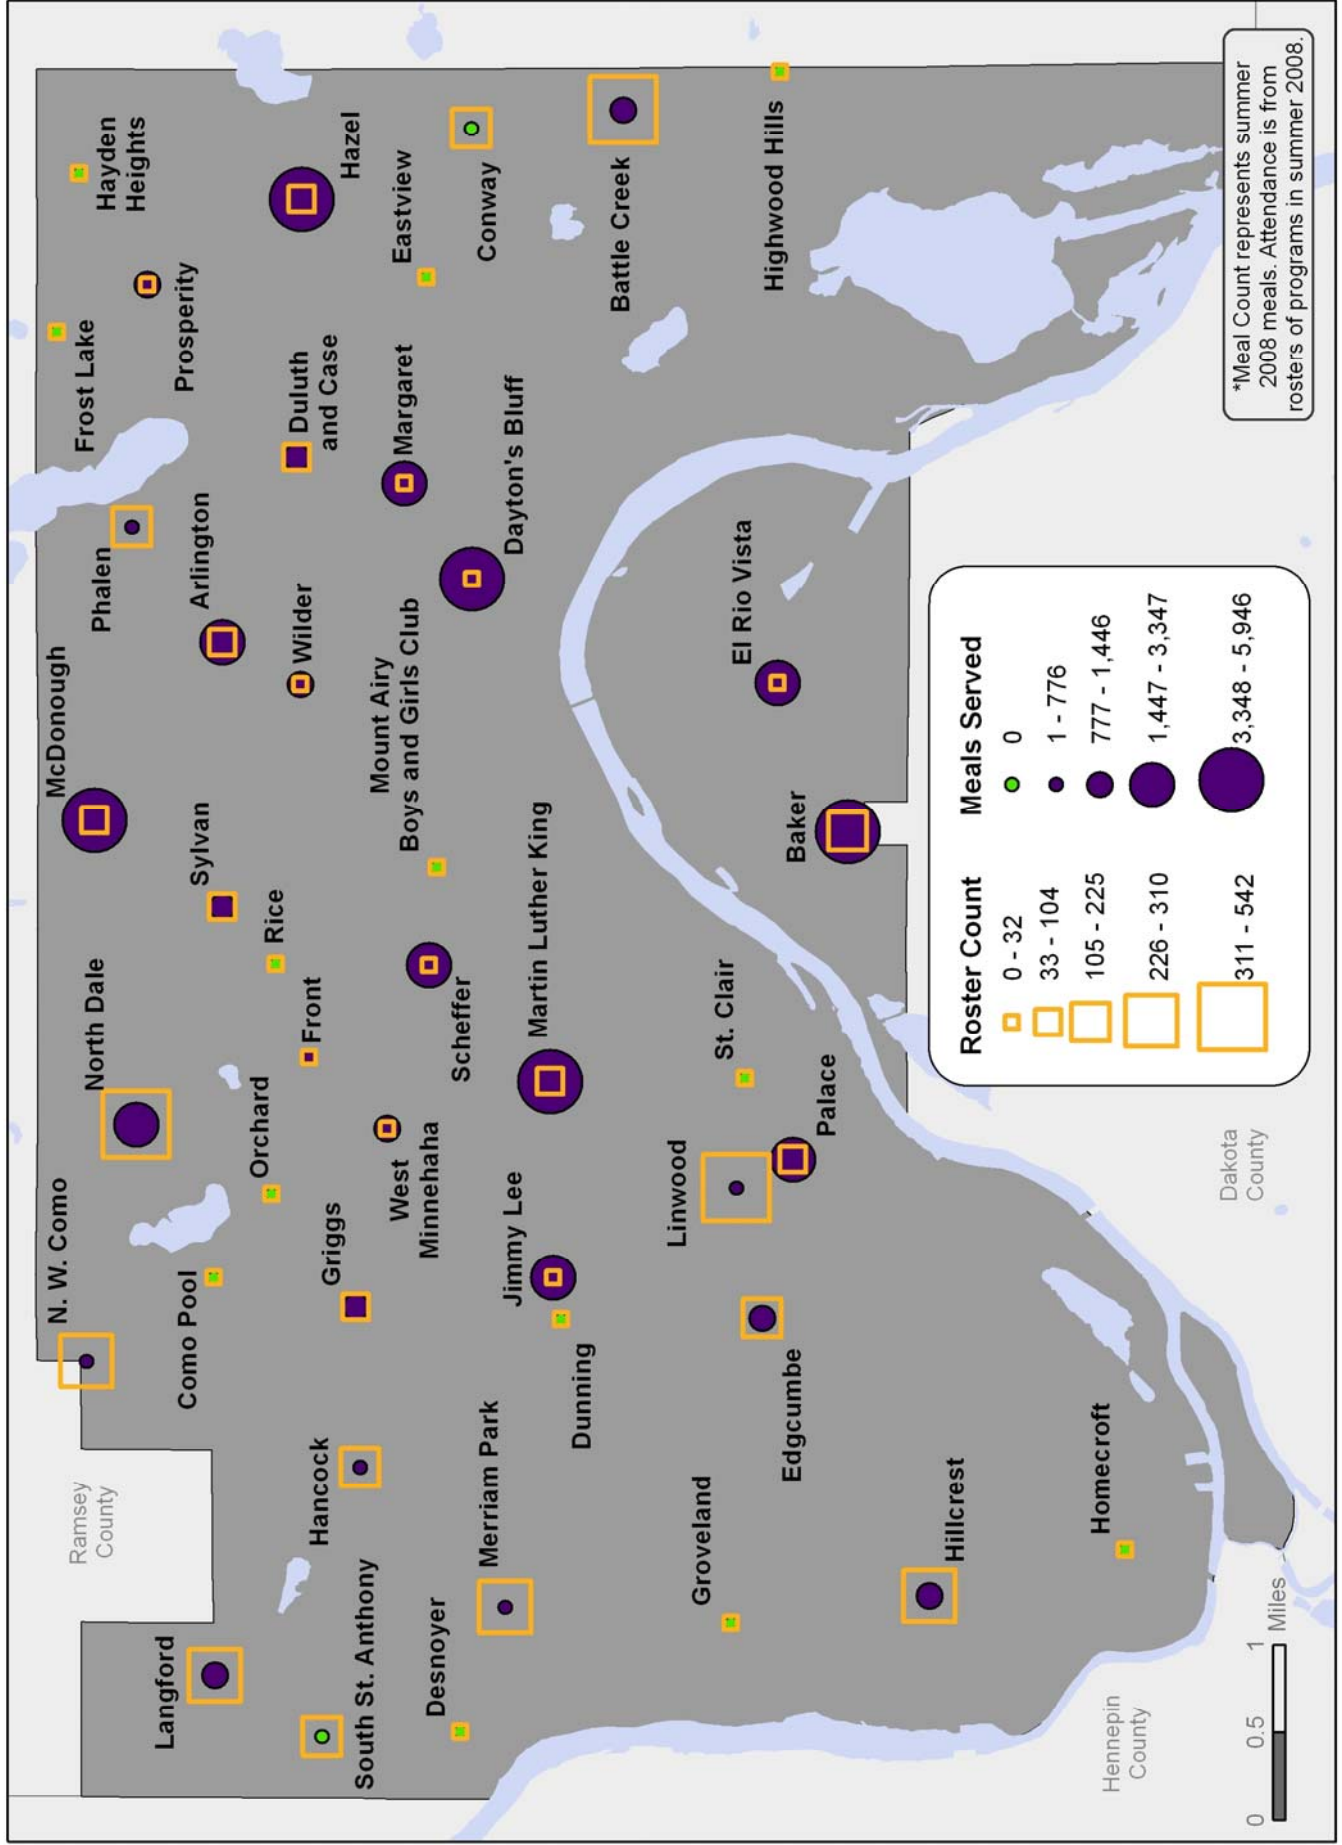 N. W. Como
North Dale
McDonough
Frost Lake
Hayden
Heights
Ramsey
County
Langford
Como Pool
Orchard
Sylvan
Rice
Arlington
Phalen
Prosperity
South St. Anthony
Hancock
Griggs
Front
Wilder
Duluth
and Case
Hazel
Desnoyer
Merriam Park
West
Minnehaha
Scheffer
Mount Airy
Boys and Girls Club
Margaret
Eastview
Conway
Dunning
Jimmy Lee
Martin Luther King
Dayton's Bluff
Battle Creek
Groveland
Edgcumbe
Linwood
St. Clair
Palace
Baker
El Rio Vista
Highwood Hills
Hillcrest
Homecroft
Hennepin
County
Dakota
County
0 0.5 1
Miles
Roster Count
0 - 32
33 - 104
105 - 225
226 - 310
311 - 542
Meals Served
0
1 - 776
777 - 1,446
1,447 - 3,347
3,348 - 5,946
*Meal Count represents summer
2008 meals. Attendance is from
rosters of programs in summer 2008.